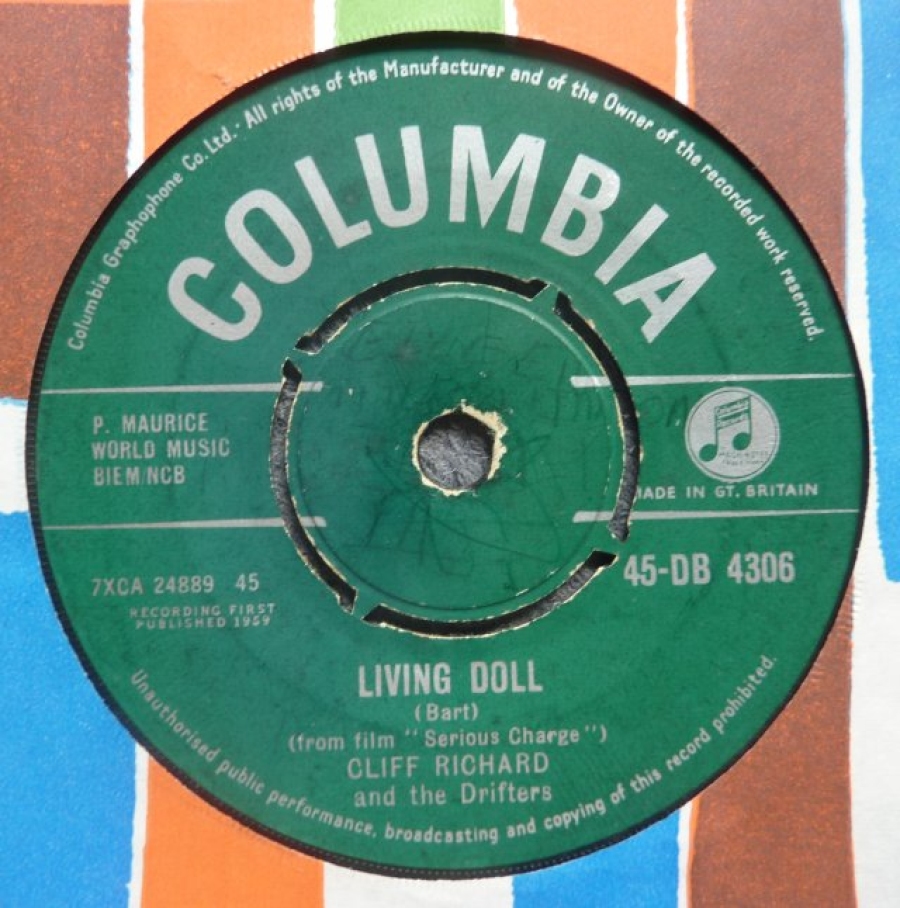 Columbia Graphophone Co. Ltd. · All rights of the Manufacturer and of the Owner of the recorded work reserved.
COLUMBIA
P. MAURICE
WORLD MUSIC
BIEM/NCB
Columbia
MADE IN GT. BRITAIN
7XCA 24889 45
45-DB 4306
RECORDING FIRST
PUBLISHED 1959
LIVING DOLL
(Bart)
(from film "Serious Charge")
CLIFF RICHARD
and the Drifters
Unauthorised public performance, broadcasting and copying of this record prohibited.